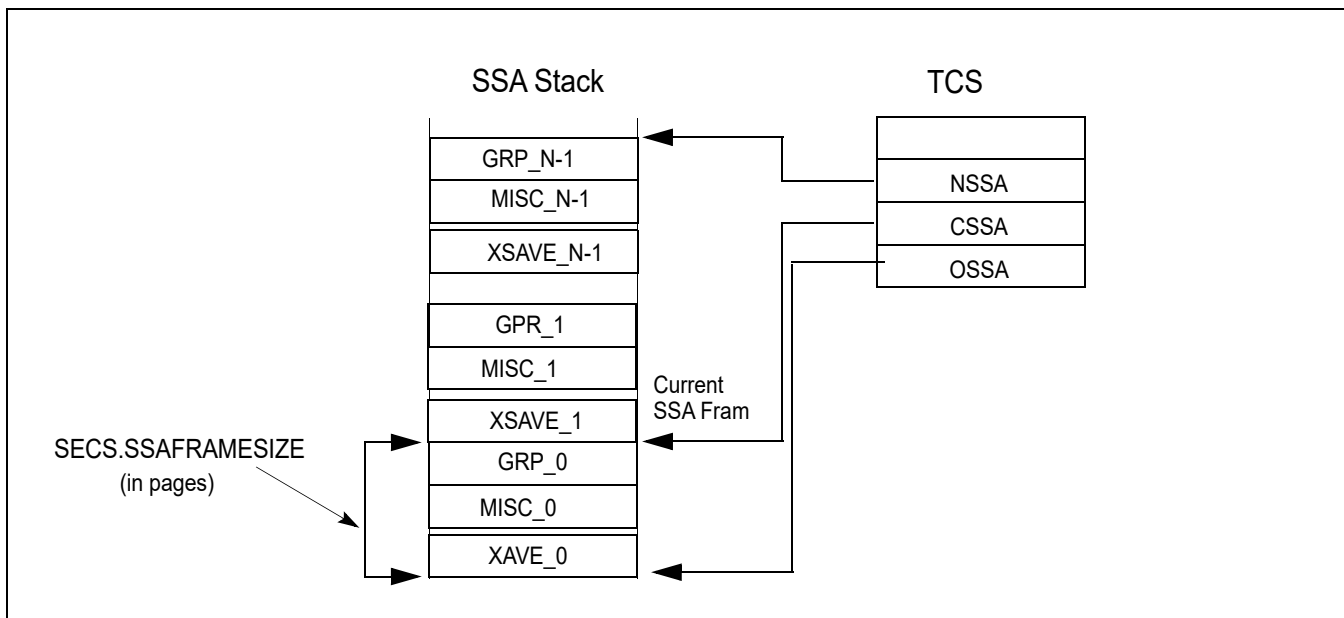 SSA Stack
TCS
GRP_N-1
MISC_N-1
XSAVE_N-1
GPR_1
MISC_1
XSAVE_1
GRP_0
MISC_0
XAVE_0
NSSA
CSSA
OSSA
Current
SSA Fram
SECS.SSAFRAMESIZE
(in pages)